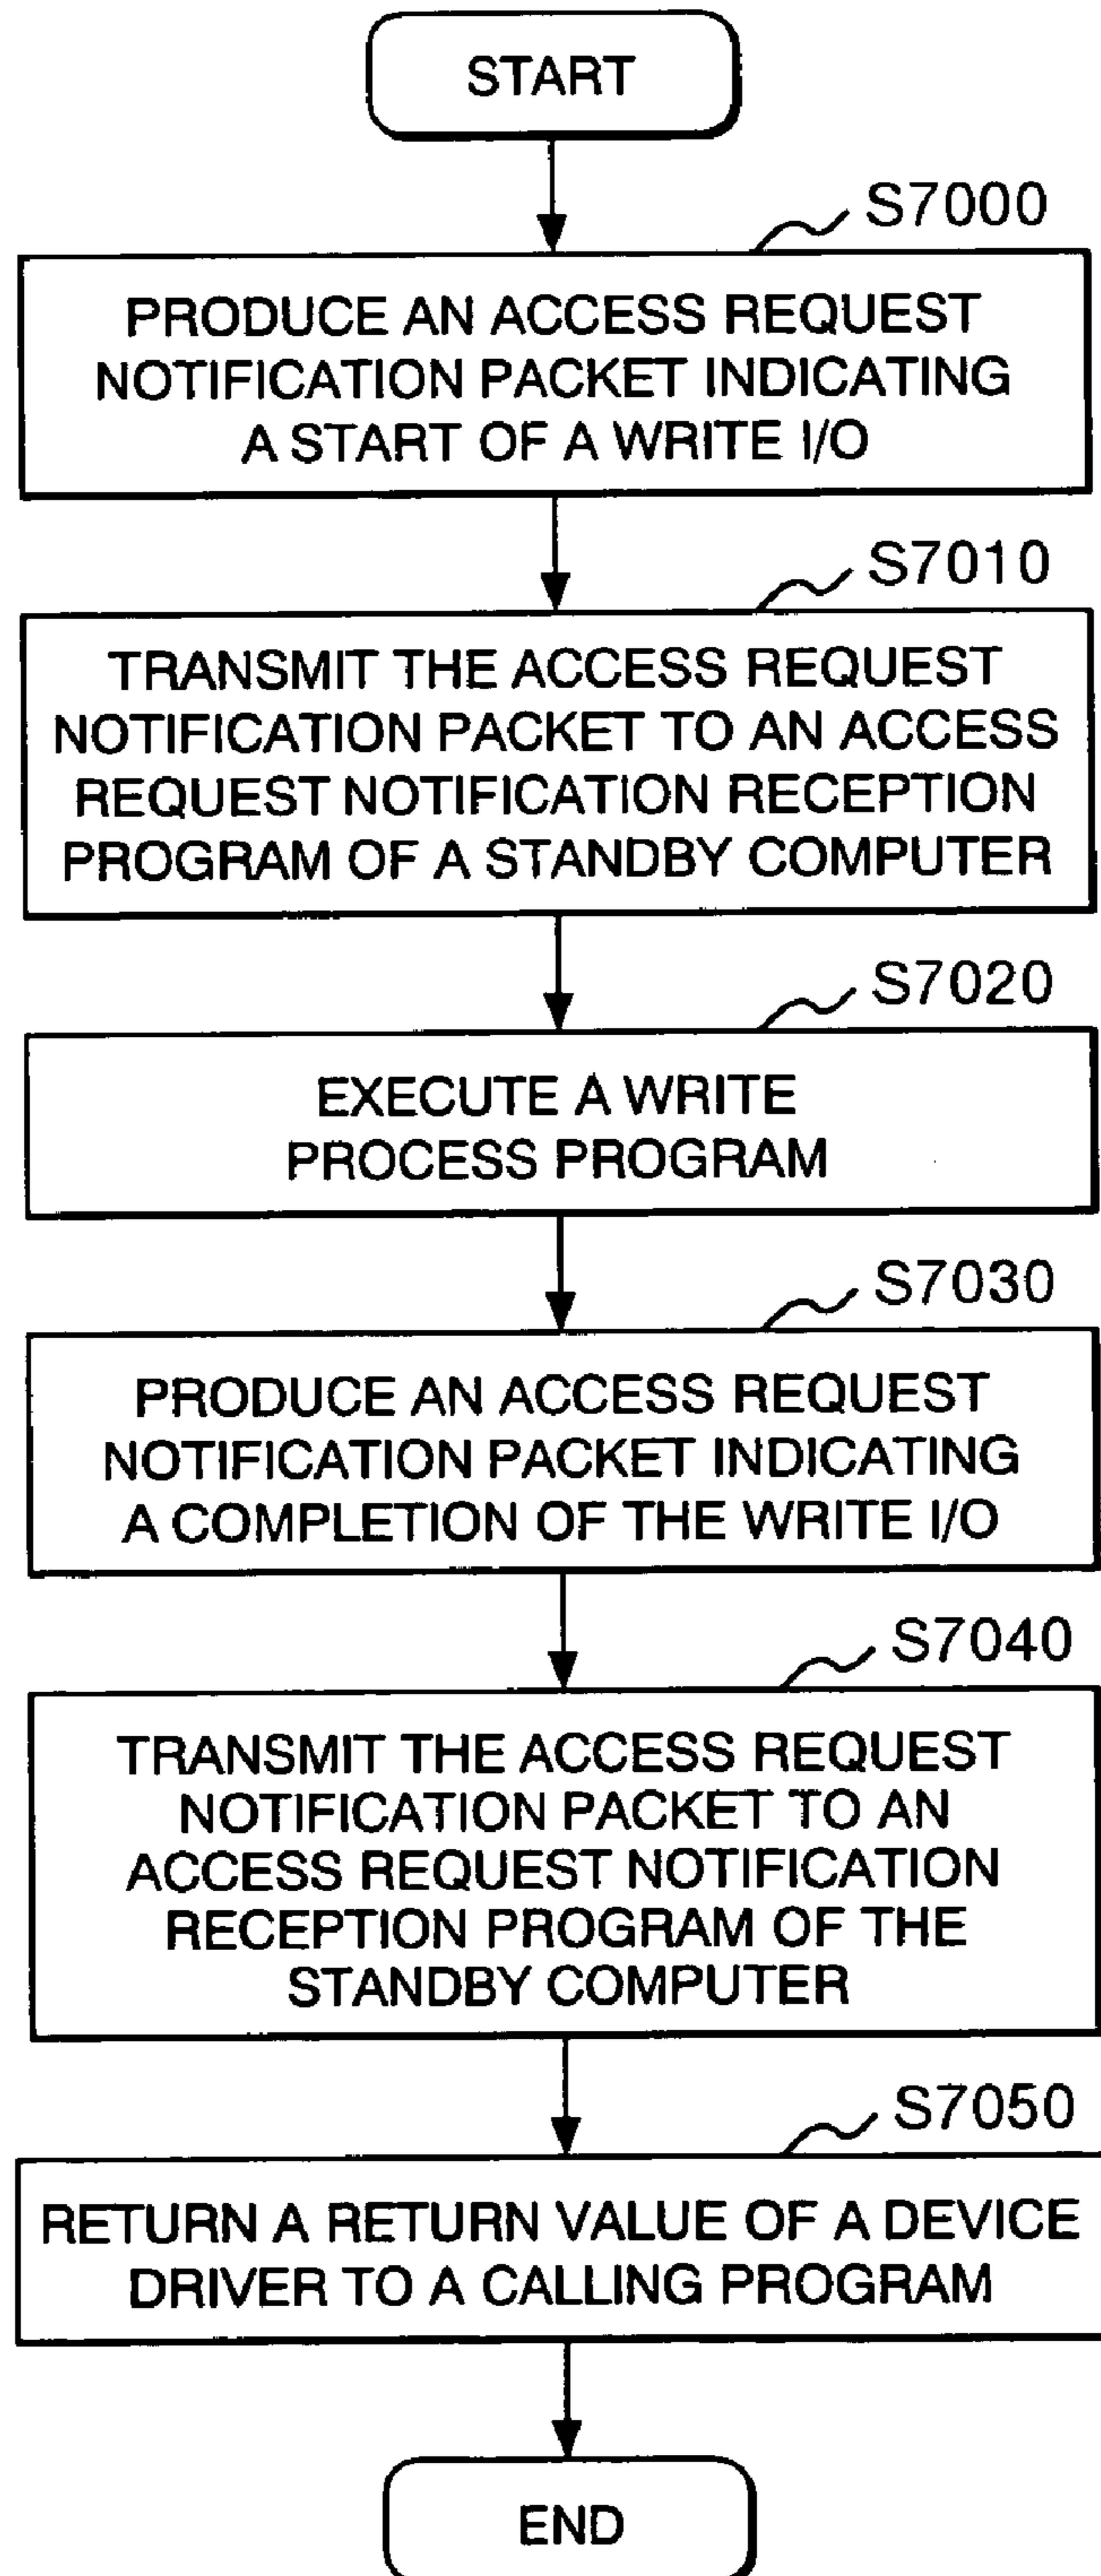 START
S7000
PRODUCE AN ACCESS REQUEST
NOTIFICATION PACKET INDICATING
A START OF A WRITE I/O
S7010
TRANSMIT THE ACCESS REQUEST
NOTIFICATION PACKET TO AN ACCESS
REQUEST NOTIFICATION RECEPTION
PROGRAM OF A STANDBY COMPUTER
S7020
EXECUTE A WRITE
PROCESS PROGRAM
S7030
PRODUCE AN ACCESS REQUEST
NOTIFICATION PACKET INDICATING
A COMPLETION OF THE WRITE I/O
S7040
TRANSMIT THE ACCESS REQUEST
NOTIFICATION PACKET TO AN
ACCESS REQUEST NOTIFICATION
RECEPTION PROGRAM OF THE
STANDBY COMPUTER
S7050
RETURN A RETURN VALUE OF A DEVICE
DRIVER TO A CALLING PROGRAM
END